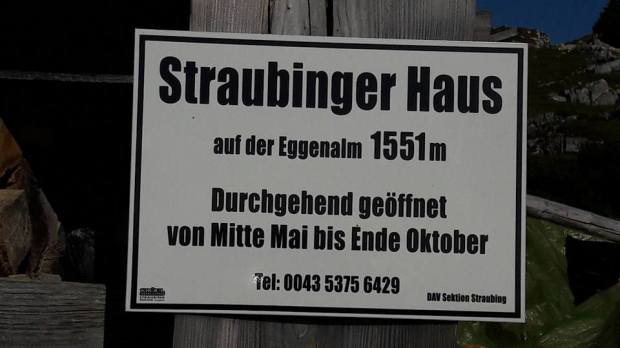 Straubinger Haus
auf der Eggenalm 1551 m
Durchgehend geöffnet
von Mitte Mai bis Ende Oktober
Tel: 0043 5375 6429
DAV Sektion Straubing